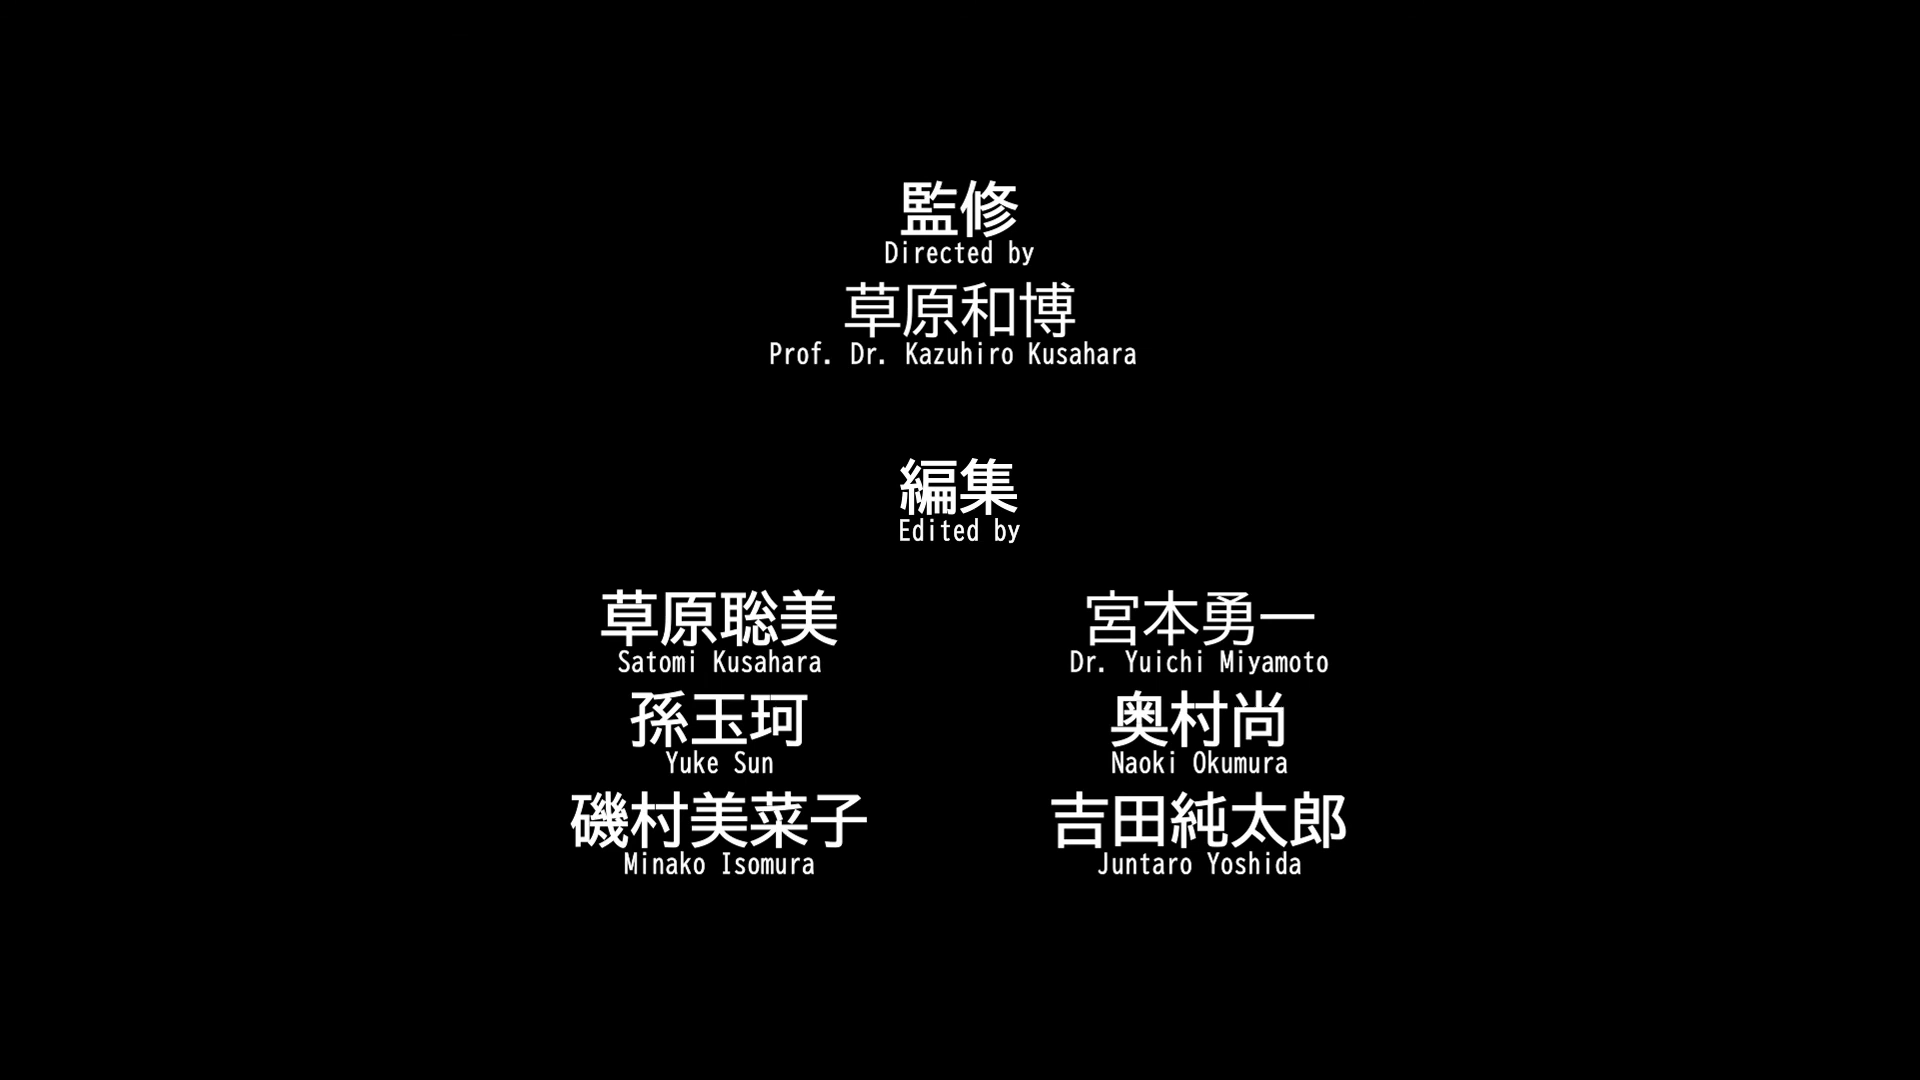 監修
Directed by
草原和博
Prof. Dr. Kazuhiro Kusahara
編集
Edited by
草原聡美
Satomi Kusahara
宮本勇一
Dr. Yuichi Miyamoto
孫玉珂
Yuke Sun
奥村尚
Naoki Okumura
磯村美菜子
Minako Isomura
吉田純太郎
Juntaro Yoshida